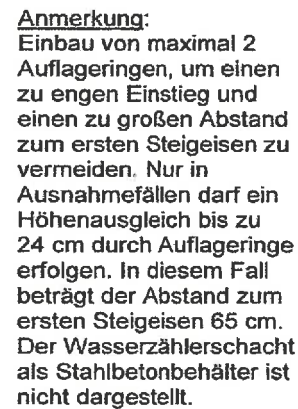 Anmerkung:
Einbau von maximal 2
Auflageringen, um einen
zu engen Einstieg und
einen zu großen Abstand
zum ersten Steigeisen zu
vermeiden. Nur in
Ausnahmefällen darf ein
Höhenausgleich bis zu
24 cm durch Auflageringe
erfolgen. In diesem Fall
beträgt der Abstand zum
ersten Steigeisen 65 cm.
Der Wasserzählerschacht
als Stahlbetonbehälter ist
nicht dargestellt.